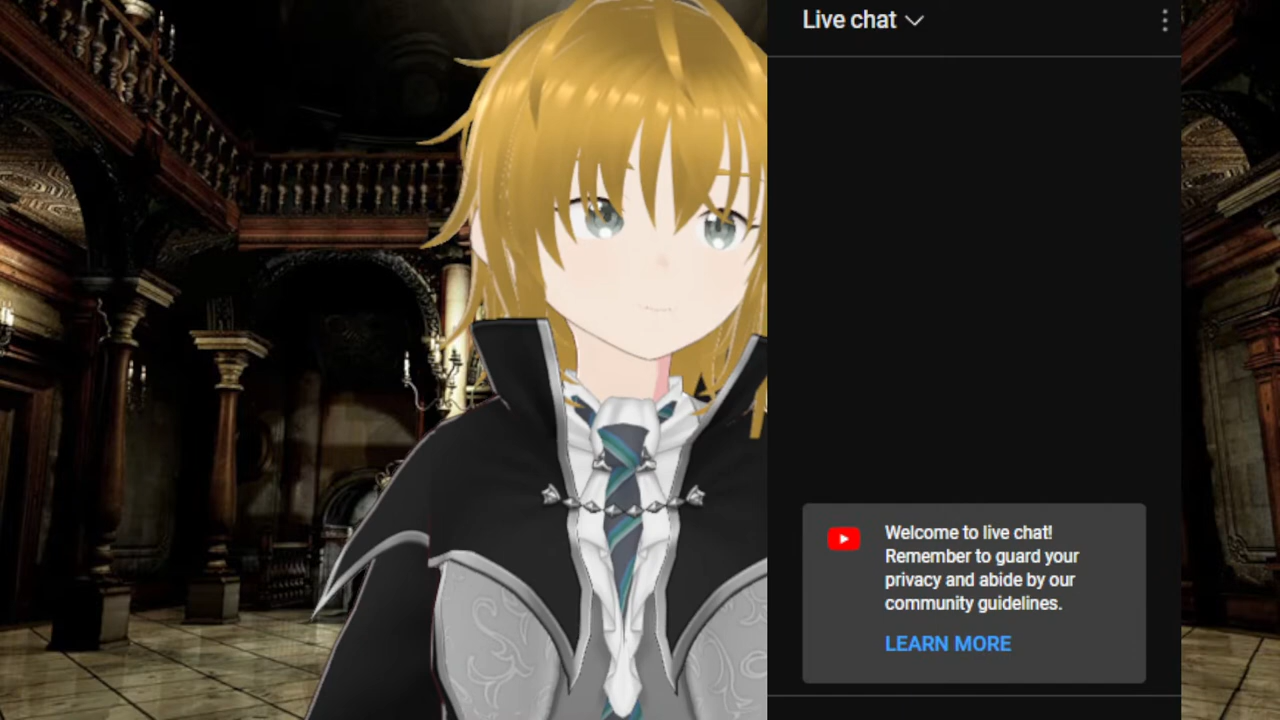 Live chat
Welcome to live chat!
Remember to guard your
privacy and abide by our
community guidelines.
LEARN MORE